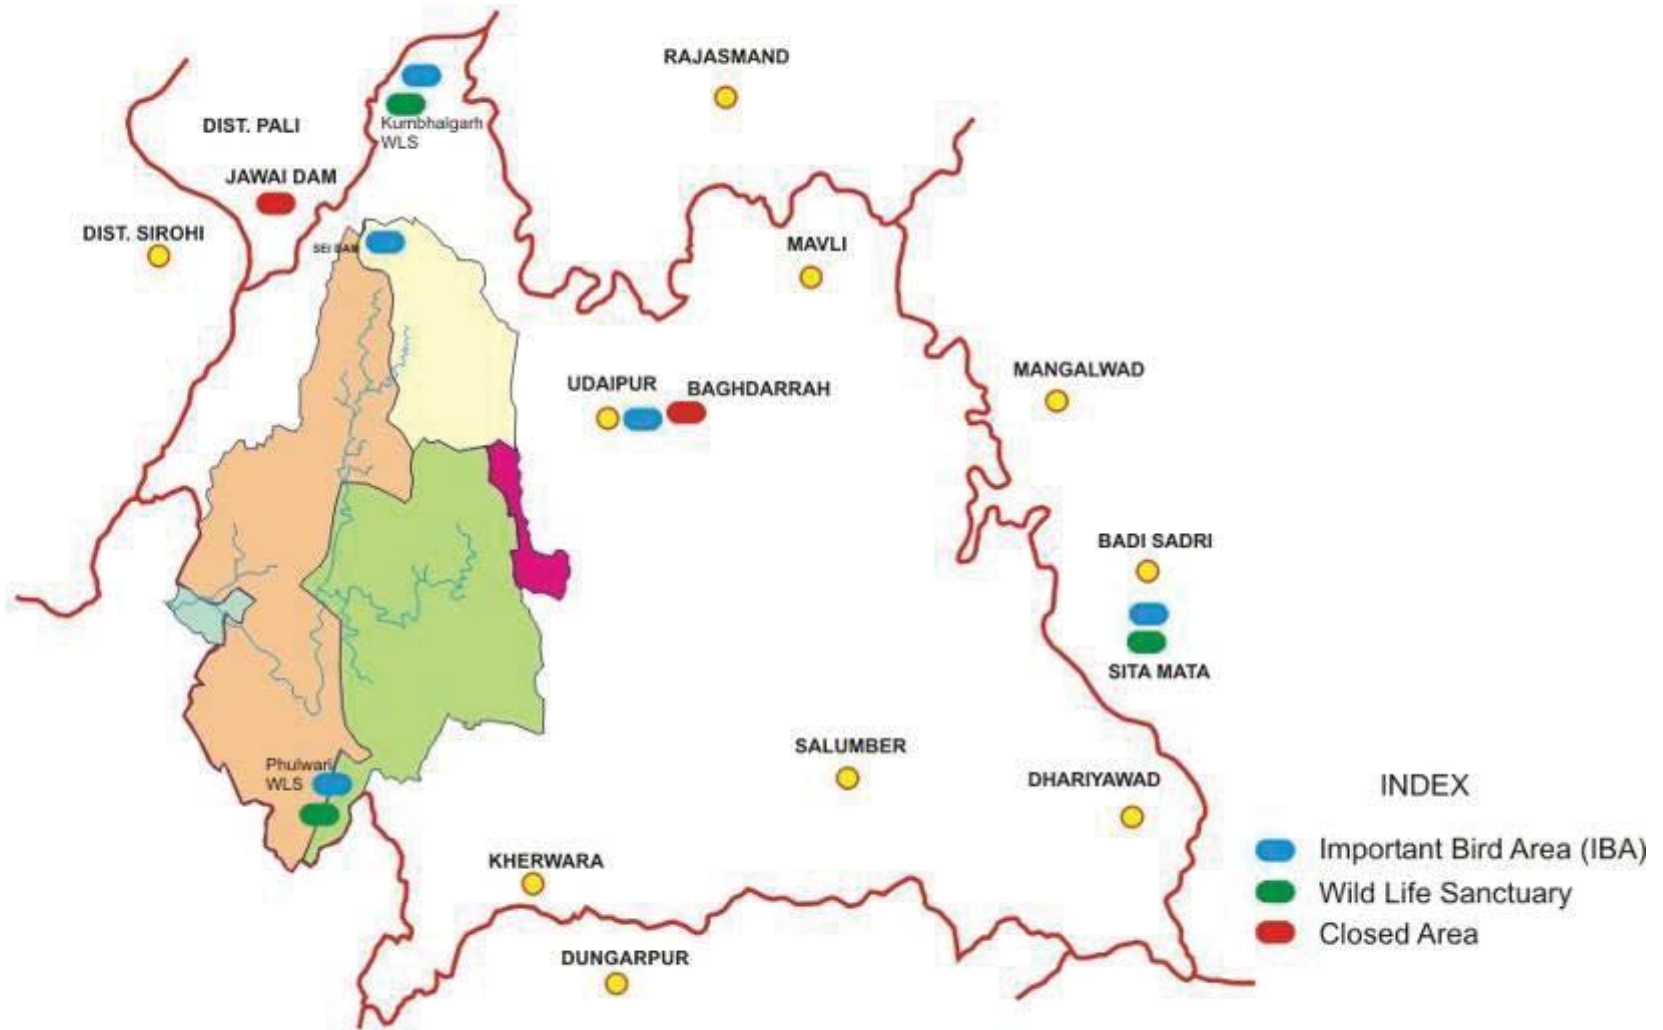 RAJASMAND
Kumbhalgarh
WLS
DIST. PALI
JAWAI DAM
DIST. SIROHI
SEI DAM
MAVLI
MANGALWAD
UDAIPUR
BAGHDARRAH
BADI SADRI
SITA MATA
SALUMBER
Phulwari
WLS
DHARIYAWAD
KHERWARA
DUNGARPUR
INDEX
Important Bird Area (IBA)
Wild Life Sanctuary
Closed Area